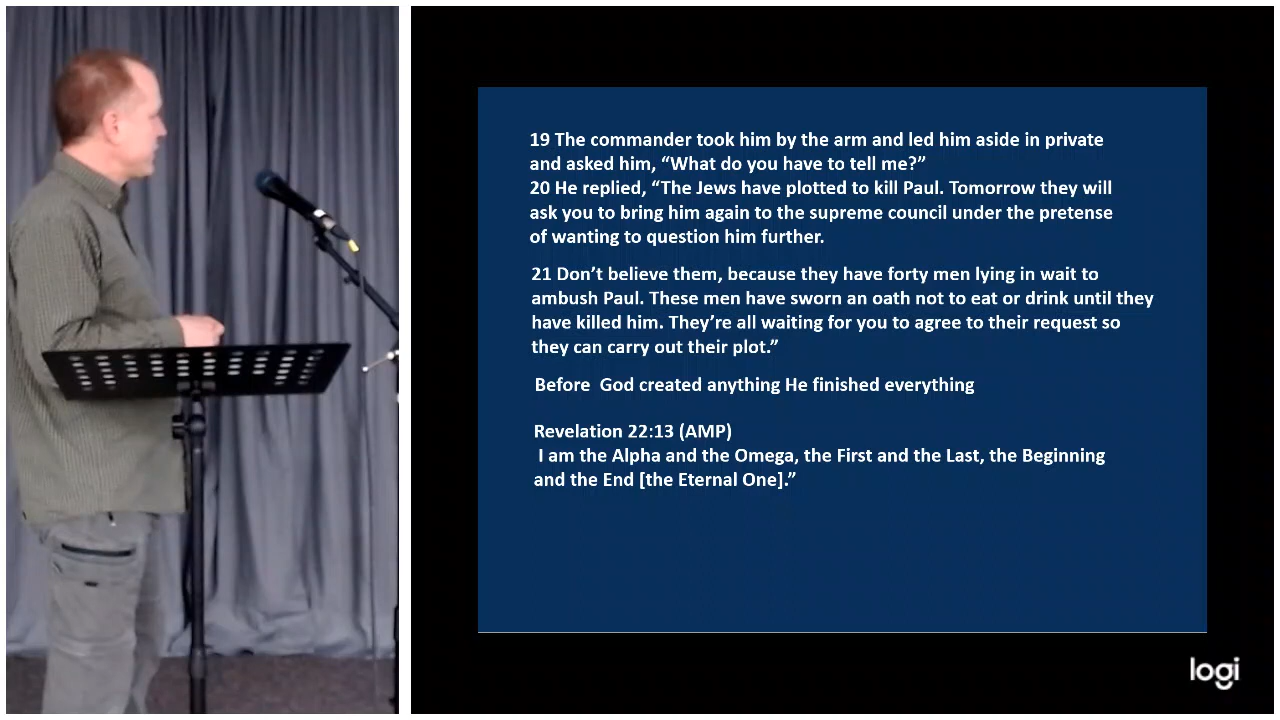 19 The commander took him by the arm and led him aside in private
and asked him, “What do you have to tell me?”
20 He replied, “The Jews have plotted to kill Paul. Tomorrow they will
ask you to bring him again to the supreme council under the pretense
of wanting to question him further.
21 Don’t believe them, because they have forty men lying in wait to
ambush Paul. These men have sworn an oath not to eat or drink until they
have killed him. They’re all waiting for you to agree to their request so
they can carry out their plot.”
Before  God created anything He finished everything
Revelation 22:13 (AMP)
I am the Alpha and the Omega, the First and the Last, the Beginning
and the End [the Eternal One].”
logi